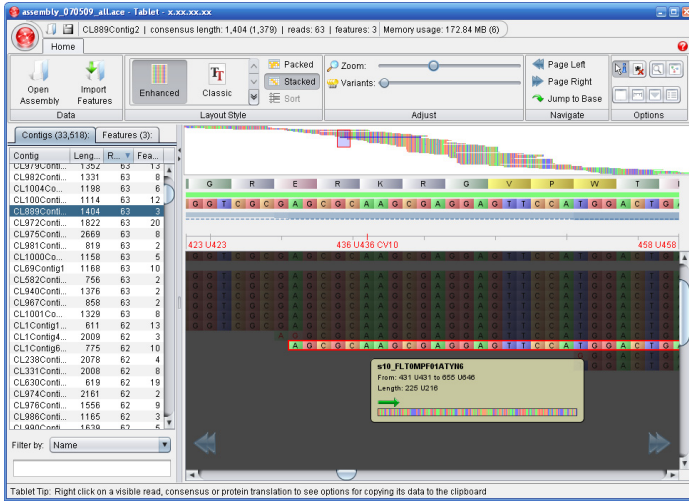 assembly_070509_all.ace - Tablet - x.xx.xx.xx
CL889Contig2 | consensus length: 1,404 (1,379) | reads: 63 | features: 3 Memory usage: 172.84 MB (6)
Home
Open Assembly
Import Features
Data
Enhanced
Classic
Packed
Stacked
Sort
Layout Style
Zoom:
Variants:
Adjust
Page Left
Page Right
Jump to Base
Navigate
Options
Contigs (33,518):
Features (3):
Contig Leng... R... Fea...
CL979Conti... 1352 63 13
CL982Conti... 1331 63 8
CL1004Co... 1198 63 6
CL100Conti... 1114 63 12
CL889Conti... 1404 63 3
CL972Conti... 1822 63 20
CL975Conti... 2669 63 8
CL981Conti... 819 63 2
CL1000Co... 1158 63 5
CL69Contig1 1168 63 10
CL582Conti... 756 63 2
CL940Conti... 1376 63 2
CL967Conti... 858 63 2
CL1001Co... 1329 63 8
CL1Contig1... 611 62 13
CL1Contig4... 2009 62 3
CL1Contig6... 775 62 10
CL238Conti... 2078 62 4
CL331Conti... 2008 62 8
CL630Conti... 619 62 19
CL974Conti... 2161 62 2
CL976Conti... 1556 62 9
CL986Conti... 1165 62 3
CL990Conti... 1639 62 5
Filter by: Name
G R E R K R G V P W T
G G T C G C G A G C G C A A G C G A G G A G T T C C A T G G A C T G
423 U423
436 U436 CV10
458 U458
A G C G C A A G C G A G G A G T T C C A T G G A C T G
s10_FLT0MPF01ATYN6
From: 431 U431 to 655 U646
Length: 225 U216
Tablet Tip: Right click on a visible read, consensus or protein translation to see options for copying its data to the clipboard